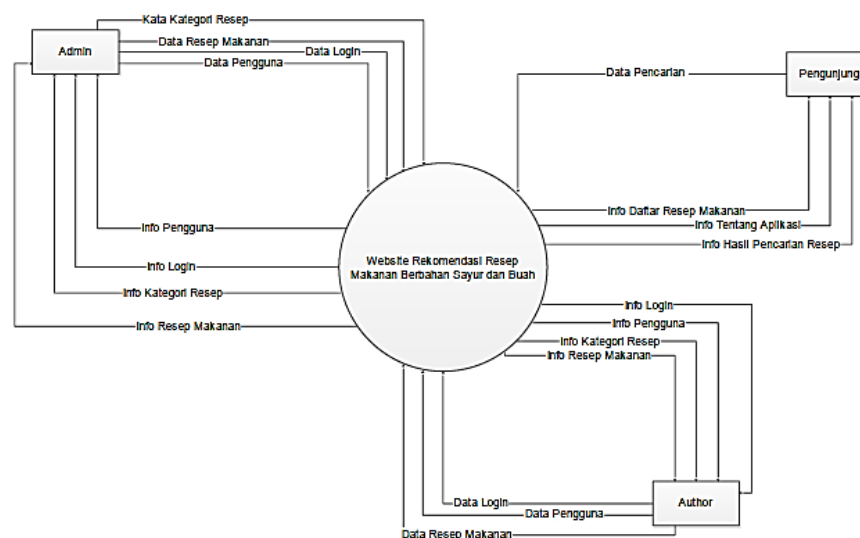 Kata Kategori Resep
Admin
Data Resep Makanan
Data Login
Data Pengguna
Data Pencarian
Pengunjung
Info Daftar Resep Makanan
Info Tentang Aplikasi
Info Hasil Pencarian Resep
Info Pengguna
Info Login
Info Kategori Resep
Info Resep Makanan
Website Rekomendasi Resep
Makanan Berbahan Sayur dan Buah
Info Login
Info Pengguna
Info Kategori Resep
Info Resep Makanan
Author
Data Login
Data Pengguna
Data Resep Makanan